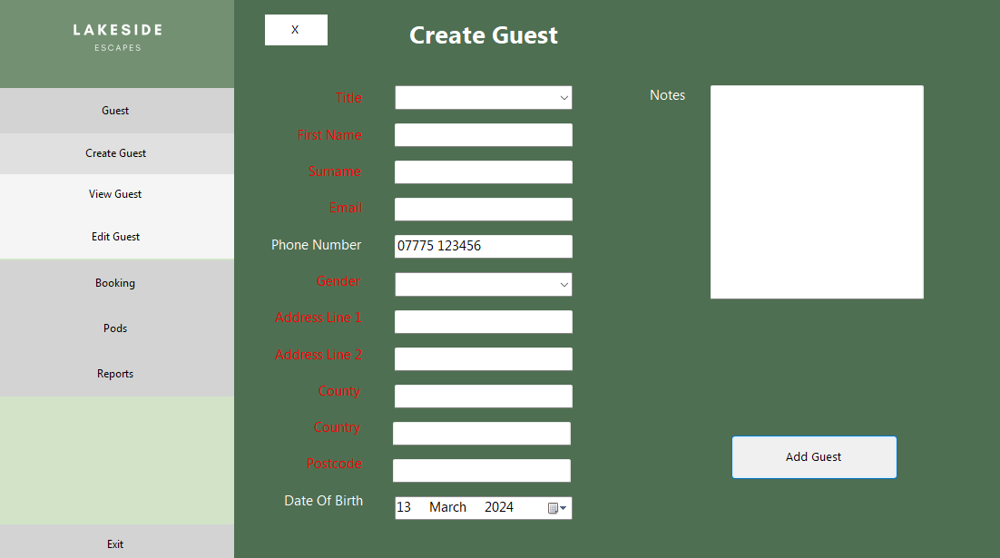 LAKESIDE
ESCAPES
Guest
Create Guest
View Guest
Edit Guest
Booking
Pods
Reports
Exit
X
Create Guest
Title
First Name
Surname
Email
Phone Number 07775 123456
Gender
Address Line 1
Address Line 2
County
Country
Postcode
Date Of Birth 13 March 2024
Notes
Add Guest